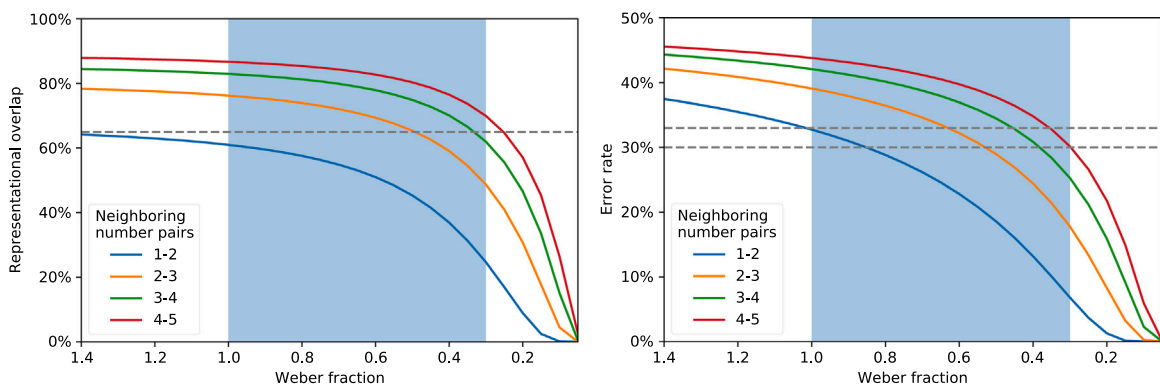 100%
80%
60%
40%
20%
0%
Representational overlap
Neighboring
number pairs
1-2
2-3
3-4
4-5
1.4 1.2 1.0 0.8 0.6 0.4 0.2
Weber fraction
50%
40%
30%
20%
10%
0%
Error rate
Neighboring
number pairs
1-2
2-3
3-4
4-5
1.4 1.2 1.0 0.8 0.6 0.4 0.2
Weber fraction